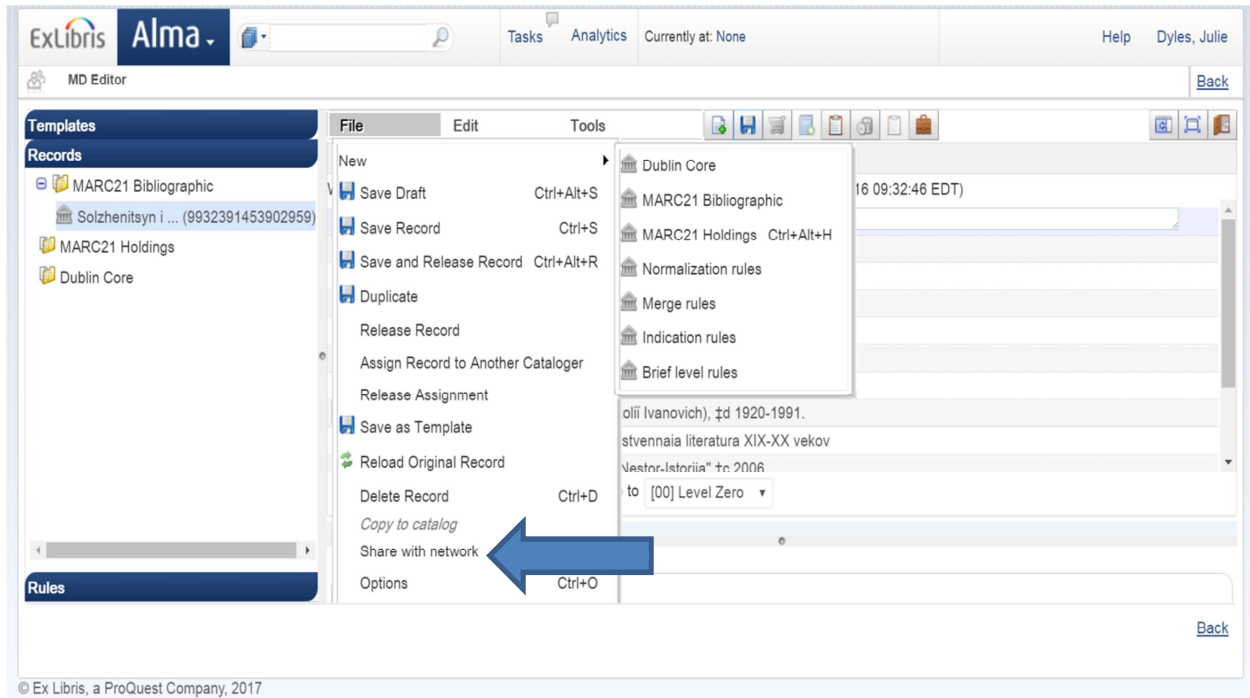 ExLibris Alma Tasks Analytics Currently at: None Help Dyles, Julie
MD Editor Back
Templates
Records
MARC21 Bibliographic
Solzhenitsyn i ... (9932391453902959)
MARC21 Holdings
Dublin Core
Rules
File Edit Tools
New
Save Draft Ctrl+Alt+S
Save Record Ctrl+S
Save and Release Record Ctrl+Alt+R
Duplicate
Release Record
Assign Record to Another Cataloger
Release Assignment
Save as Template
Reload Original Record
Delete Record Ctrl+D
Copy to catalog
Share with network
Options Ctrl+O
Dublin Core
MARC21 Bibliographic
MARC21 Holdings Ctrl+Alt+H
Normalization rules
Merge rules
Indication rules
Brief level rules
16 09:32:46 EDT)
Ivanovich), ‡d 1920-1991.
literatura XIX-XX vekov
"Nestor-Istoriia" ‡c 2006
to [00] Level Zero
Back
© Ex Libris, a ProQuest Company, 2017